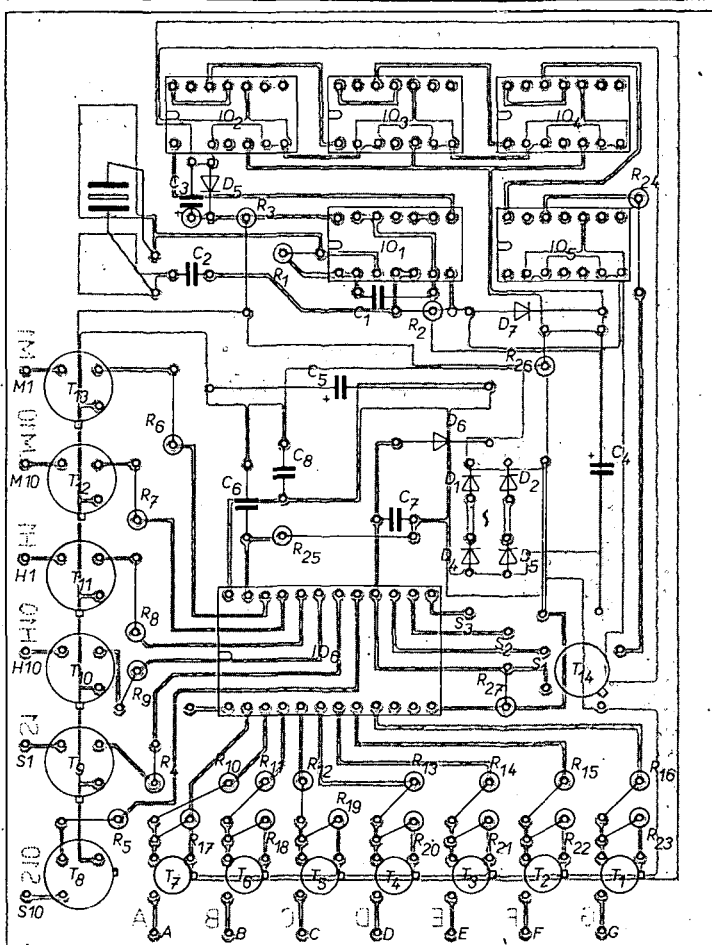 IO2 IO3 IO4
C3 D5 R3 R24
C2 R1 IO1 IO5
C1 R2 D7
R26
M1 T13 C5
R6 D6
M10 T12 C8 C4
R7 C6 C7 D1 D2
R25
H1 T11 D4 D5
R8 S3
IO6 S2
H10 T10 S1 T14
R9 R27
S1 T9 R4 R10 R11 R12 R13 R14 R15 R16
R5 R17 R18 R19 R20 R21 R22 R23
T8 T7 T6 T5 T4 T3 T2 T1
S10 A B C D E F G
A B C D E F G